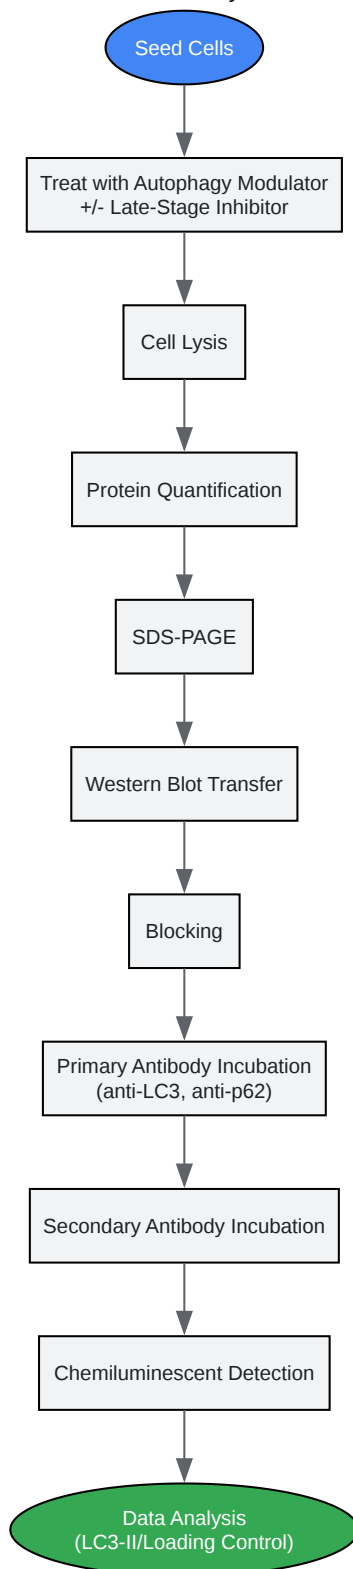 Seed Cells
Treat with Autophagy Modulator
+/- Late-Stage Inhibitor
Cell Lysis
Protein Quantification
SDS-PAGE
Western Blot Transfer
Blocking
Primary Antibody Incubation
(anti-LC3, anti-p62)
Secondary Antibody Incubation
Chemiluminescent Detection
Data Analysis
(LC3-II/Loading Control)